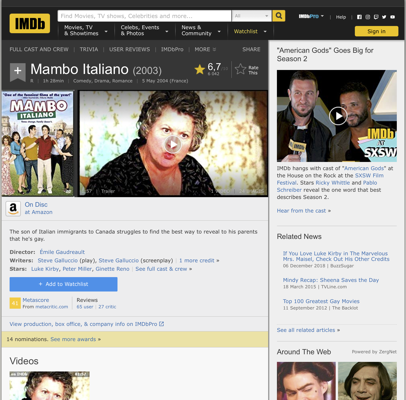 IMDb
Find Movies, TV shows, Celebrities and more...
All
IMDbPro
Help
Movies, TV
& Showtimes
Celebs, Events
& Photos
News &
Community
Watchlist
Sign in
FULL CAST AND CREW | TRIVIA | USER REVIEWS | IMDbPro | MORE
SHARE
Mambo Italiano (2003)
1h 28min | Comedy, Drama, Romance | 5 May 2004 (France)
6,7
Rate
This
MAMBO
ITALIANO
Trailer
On Disc
at Amazon
The son of Italian immigrants to Canada struggles to find the best way to reveal to his parents
that he's gay.
Director: Émile Gaudreault
Writers: Steve Galluccio (play), Steve Galluccio (screenplay) | 1 more credit »
Stars: Luke Kirby, Peter Miller, Ginette Reno | See full cast & crew »
+ Add to Watchlist
Metascore
From metacritic.com
Reviews
65 user | 27 critic
View production, box office, & company info on IMDbPro
14 nominations. See more awards »
Videos
"American Gods" Goes Big for
Season 2
IMDb
at
SXSW
IMDb hangs with cast of "American Gods" at
the House on the Rock at the SXSW Film
Festival. Stars Ricky Whittle and Pablo
Schreiber reveal the one word that best
describes Season 2.
Hear from the cast »
Related News
If You Love Luke Kirby in The Marvelous
Mrs. Maisel, Check Out His Other Credits
06 December 2018 | BuzzSugar
Mindy Recap: Sheena Saves the Day
18 March 2015 | TVLine.com
Top 100 Greatest Gay Movies
11 September 2012 | The Backlot
See all related articles »
Around The Web
Powered by ZergNet